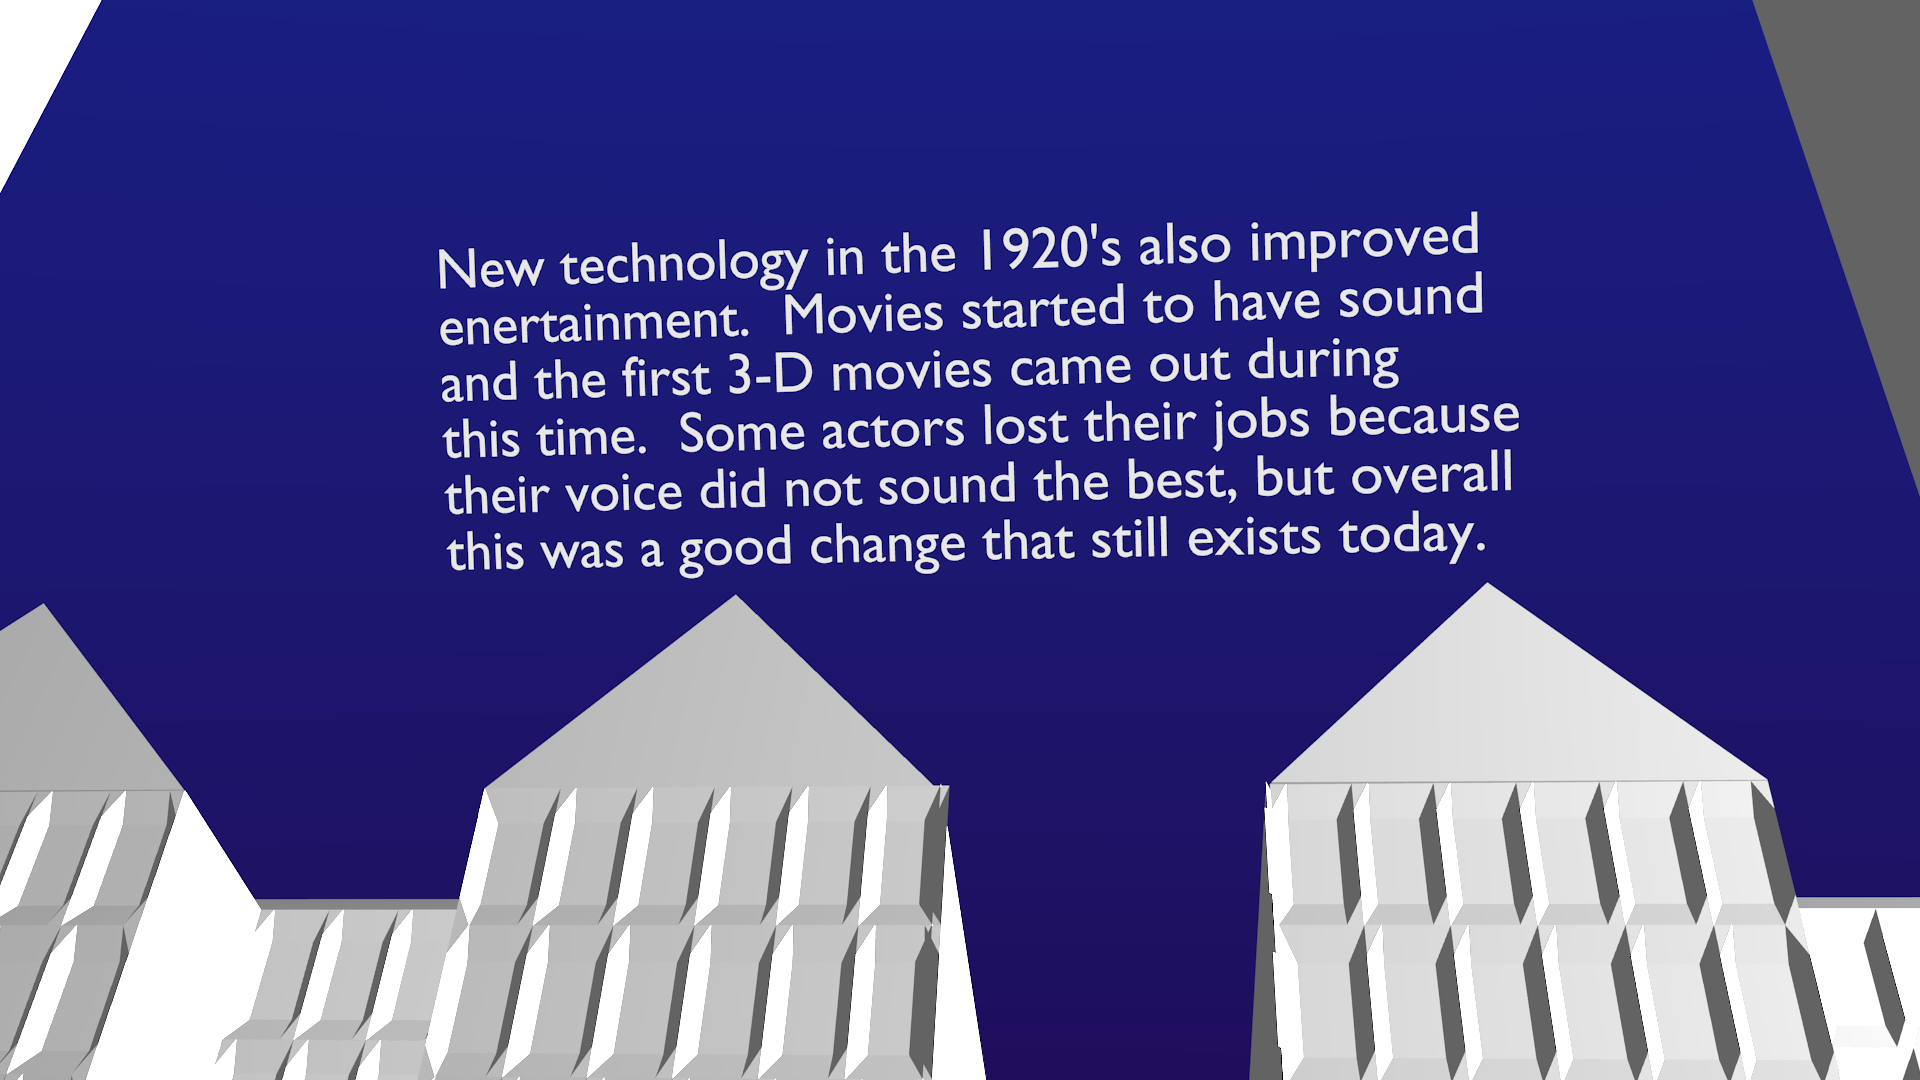 New technology in the 1920's also improved
enertainment.  Movies started to have sound
and the first 3-D movies came out during
this time.  Some actors lost their jobs because
their voice did not sound the best, but overall
this was a good change that still exists today.